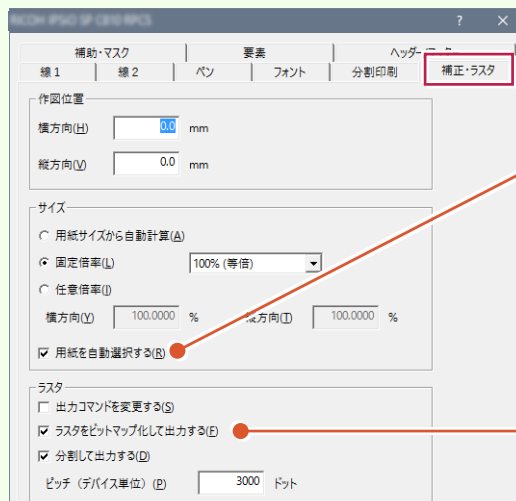 RICOH IPSiO SP C810 RPCS
? ×
補助・マスク 要素
線 1 線 2 ペン フォント 分割印刷 補正・ラスタ
作図位置
横方向(H) 0.0 mm
縦方向(V) 0.0 mm
サイズ
用紙サイズから自動計算(A)
固定倍率(L) 100% (等倍)
任意倍率(I)
横方向(Y) 100.0000 % 縦方向(T) 100.0000 %
用紙を自動選択する(R)
ラスタ
出力コマンドを変更する(S)
ラスタをビットマップ化して出力する(F)
分割して出力する(D)
ピッチ（デバイス単位）(P) 3000 ドット